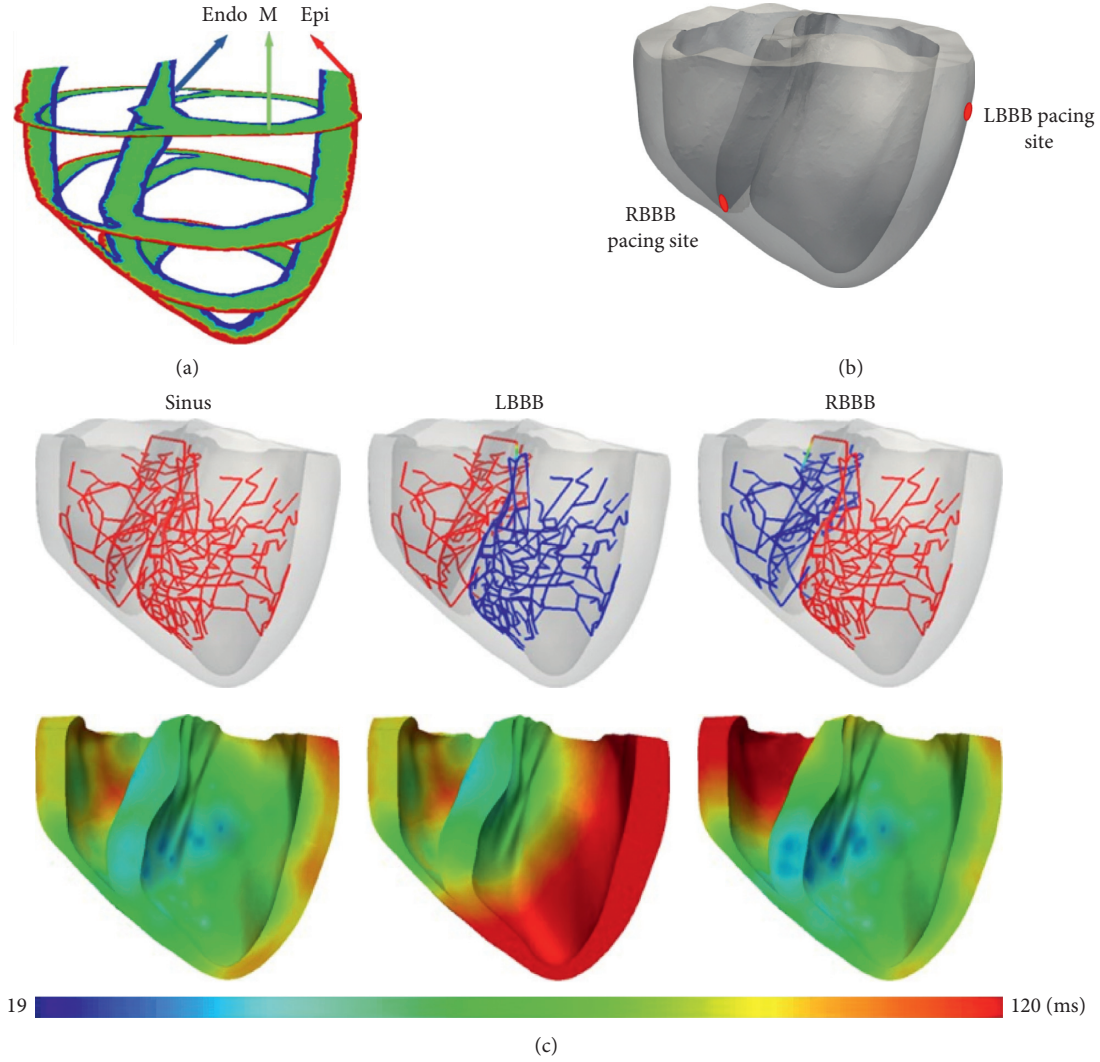 Endo M Epi
LBBB pacing
site
RBBB
pacing site
(a)
(b)
Sinus
LBBB
RBBB
19
120 (ms)
(c)